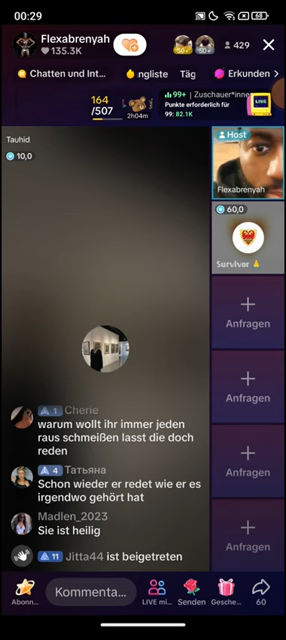 00:29
68
Flexabrenyah
135.3K
50+
50+
429
Chatten und Int...
ngliste
Täg
Erkunden >
164
/507
2h04m
99+ | Zuschauer*inne
Punkte erforderlich für
99: 82.1K
LIVE
Tauhid
10,0
Host
Flexabrenyah
60,0
Survivor
Anfragen
Anfragen
Anfragen
Anfragen
1 Cherie
warum wollt ihr immer jeden
raus schmeißen lasst die doch
reden
4 Татьяна
Schon wieder er redet wie er es
irgendwo gehört hat
Madlen_2023
Sie ist heilig
11 Jitta44 ist beigetreten
Kommenta...
Abonn...
LIVE mi...
Senden
Gesche...
60